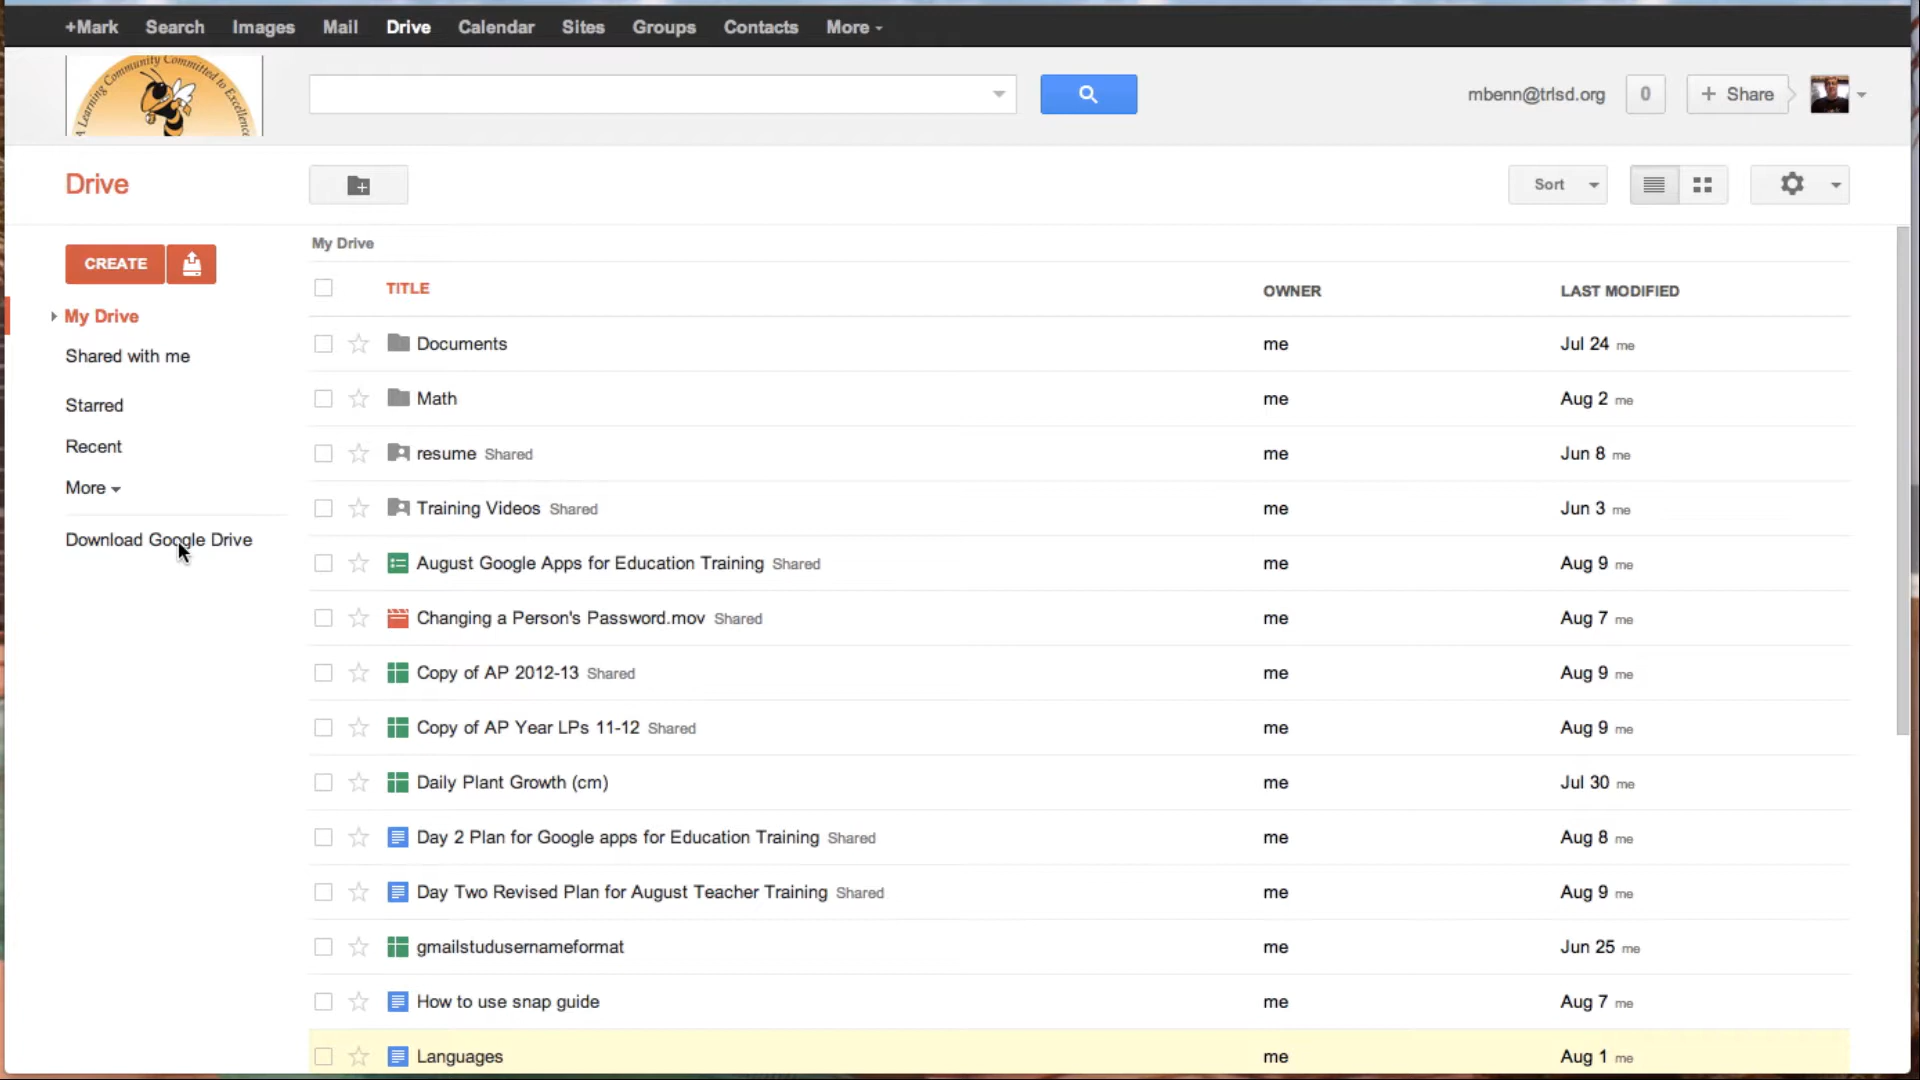 +Mark Search Images Mail Drive Calendar Sites Groups Contacts More
A Learning Community Committed to Excellence
mbenn@trlsd.org 0 + Share
Drive
Sort
My Drive
CREATE
TITLE OWNER LAST MODIFIED
My Drive
Shared with me
Starred
Recent
More
Download Google Drive
Documents me Jul 24 me
Math me Aug 2 me
resume Shared me Jun 8 me
Training Videos Shared me Jun 3 me
August Google Apps for Education Training Shared me Aug 9 me
Changing a Person's Password.mov Shared me Aug 7 me
Copy of AP 2012-13 Shared me Aug 9 me
Copy of AP Year LPs 11-12 Shared me Aug 9 me
Daily Plant Growth (cm) me Jul 30 me
Day 2 Plan for Google apps for Education Training Shared me Aug 8 me
Day Two Revised Plan for August Teacher Training Shared me Aug 9 me
gmailstudusernameformat me Jun 25 me
How to use snap guide me Aug 7 me
Languages me Aug 1 me